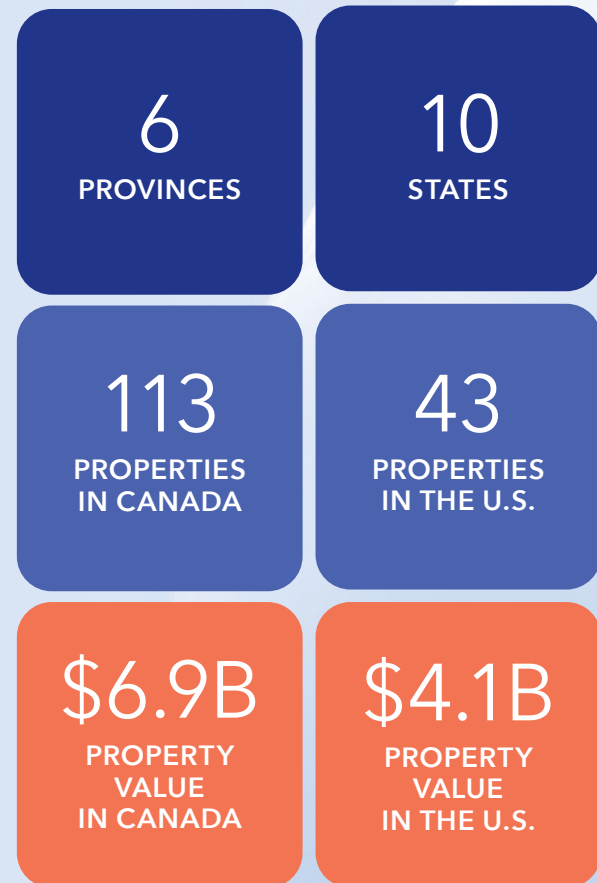 6
PROVINCES
10
STATES
113
PROPERTIES
IN CANADA
43
PROPERTIES
IN THE U.S.
$6.9B
PROPERTY
VALUE
IN CANADA
$4.1B
PROPERTY
VALUE
IN THE U.S.